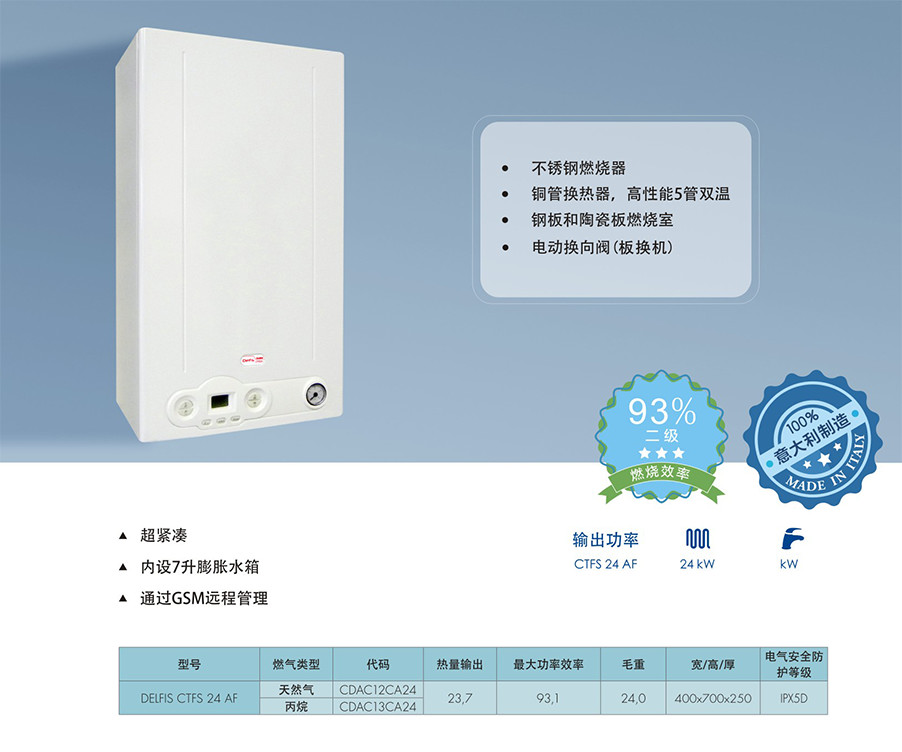 不锈钢燃烧器
铜管换热器，高性能5管双温
钢板和陶瓷板燃烧室
电动换向阀(板换机)
93%
二级
燃烧效率
100%
意大利制造
MADE IN ITALY
超紧凑
内设7升膨胀水箱
通过GSM远程管理
输出功率
CTFS 24 AF
24 kW
kW
型号 燃气类型 代码 热量输出 最大功率效率 毛重 宽/高/厚 电气安全防
护等级
DELFIS CTFS 24 AF 天然气 CDAC12CA24 23,7 93,1 24,0 400x700x250 IPX5D
丙烷 CDAC13CA24